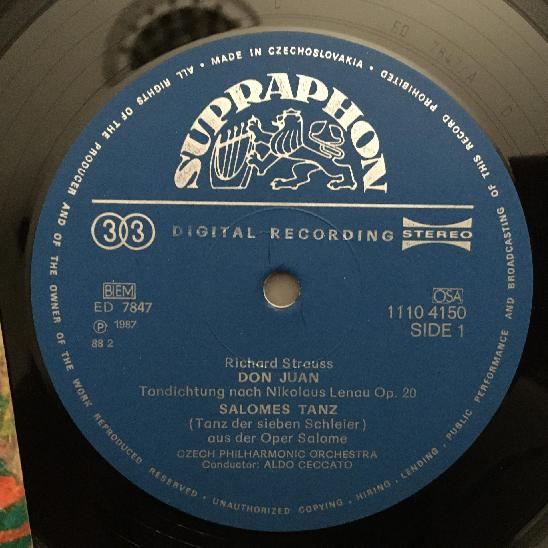 ALL RIGHTS OF THE PRODUCER AND OF THE OWNER OF THE WORK REPRODUCED RESERVED • UNAUTHORIZED COPYING • HIRING • LENDING • PUBLIC PERFORMANCE AND BROADCASTING OF THIS RECORD PROHIBITED • MADE IN CZECHOSLOVAKIA •
SUPRAPHON
33 DIGITAL RECORDING STEREO
BIEM OSA
ED 7847 1110 4150
Ⓟ 1987 SIDE 1
88 2
Richard Strauss
DON JUAN
Tondichtung nach Nikolaus Lenau Op. 20
SALOMES TANZ
(Tanz der sieben Schleier)
aus der Oper Salome
CZECH PHILHARMONIC ORCHESTRA
Conductor: ALDO CECCATO